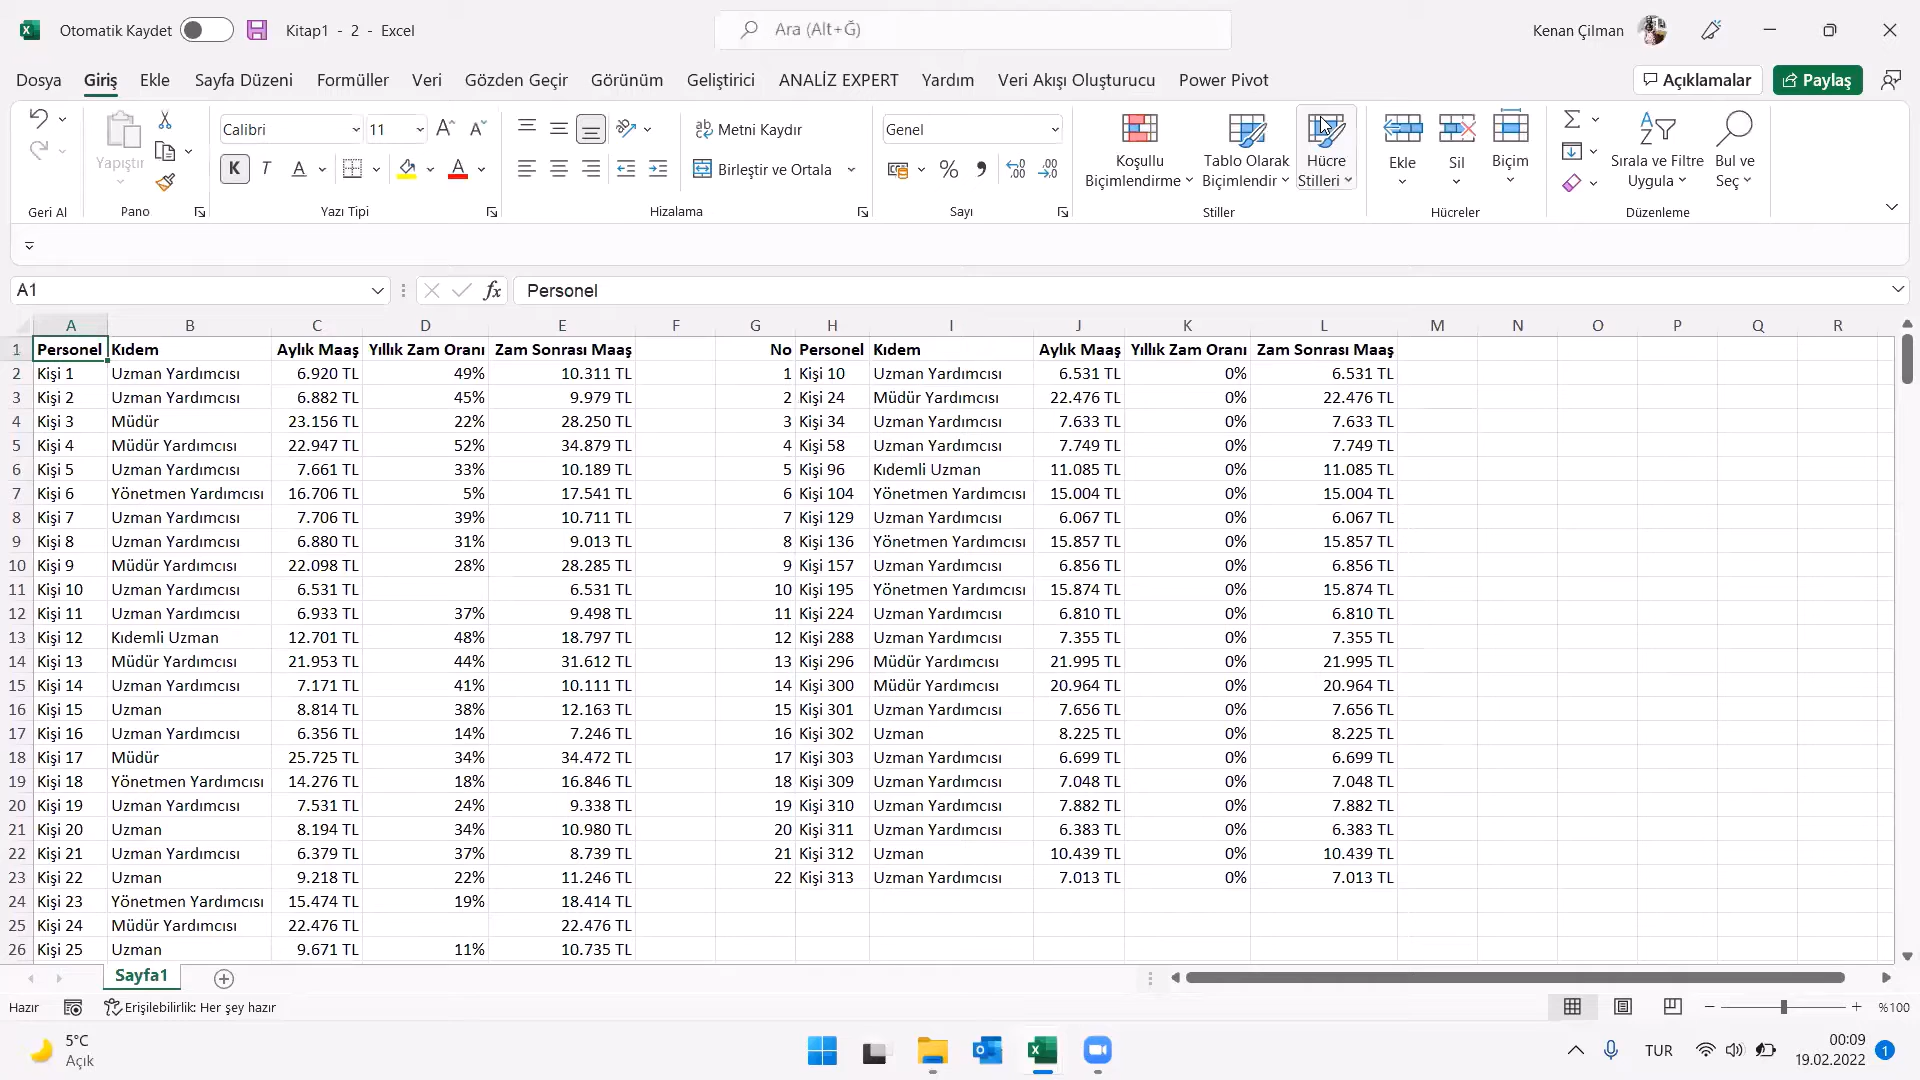 Otomatik Kaydet Kitap1 - 2 - Excel Ara (Alt+Ğ) Kenan Çilman
Dosya Giriş Ekle Sayfa Düzeni Formüller Veri Gözden Geçir Görünüm Geliştirici ANALİZ EXPERT Yardım Veri Akışı Oluşturucu Power Pivot Açıklamalar Paylaş
Calibri 11 Metni Kaydır Genel
Yapıştır Birleştir ve Ortala
Koşullu Biçimlendirme Tablo Olarak Biçimlendir Hücre Stilleri Ekle Sil Biçim Sırala ve Filtre Uygula Bul ve Seç
Geri Al Pano Yazı Tipi Hizalama Sayı Stiller Hücreler Düzenleme
A1 fx Personel
A B C D E F G H I J K L M N O P Q R
1 Personel Kıdem Aylık Maaş Yıllık Zam Oranı Zam Sonrası Maaş No Personel Kıdem Aylık Maaş Yıllık Zam Oranı Zam Sonrası Maaş
2 Kişi 1 Uzman Yardımcısı 6.920 TL 49% 10.311 TL 1 Kişi 10 Uzman Yardımcısı 6.531 TL 0% 6.531 TL
3 Kişi 2 Uzman Yardımcısı 6.882 TL 45% 9.979 TL 2 Kişi 24 Müdür Yardımcısı 22.476 TL 0% 22.476 TL
4 Kişi 3 Müdür 23.156 TL 22% 28.250 TL 3 Kişi 34 Uzman Yardımcısı 7.633 TL 0% 7.633 TL
5 Kişi 4 Müdür Yardımcısı 22.947 TL 52% 34.879 TL 4 Kişi 58 Uzman Yardımcısı 7.749 TL 0% 7.749 TL
6 Kişi 5 Uzman Yardımcısı 7.661 TL 33% 10.189 TL 5 Kişi 96 Kıdemli Uzman 11.085 TL 0% 11.085 TL
7 Kişi 6 Yönetmen Yardımcısı 16.706 TL 5% 17.541 TL 6 Kişi 104 Yönetmen Yardımcısı 15.004 TL 0% 15.004 TL
8 Kişi 7 Uzman Yardımcısı 7.706 TL 39% 10.711 TL 7 Kişi 129 Uzman Yardımcısı 6.067 TL 0% 6.067 TL
9 Kişi 8 Uzman Yardımcısı 6.880 TL 31% 9.013 TL 8 Kişi 136 Yönetmen Yardımcısı 15.857 TL 0% 15.857 TL
10 Kişi 9 Müdür Yardımcısı 22.098 TL 28% 28.285 TL 9 Kişi 157 Uzman Yardımcısı 6.856 TL 0% 6.856 TL
11 Kişi 10 Uzman Yardımcısı 6.531 TL 6.531 TL 10 Kişi 195 Yönetmen Yardımcısı 15.874 TL 0% 15.874 TL
12 Kişi 11 Uzman Yardımcısı 6.933 TL 37% 9.498 TL 11 Kişi 224 Uzman Yardımcısı 6.810 TL 0% 6.810 TL
13 Kişi 12 Kıdemli Uzman 12.701 TL 48% 18.797 TL 12 Kişi 288 Uzman Yardımcısı 7.355 TL 0% 7.355 TL
14 Kişi 13 Müdür Yardımcısı 21.953 TL 44% 31.612 TL 13 Kişi 296 Müdür Yardımcısı 21.995 TL 0% 21.995 TL
15 Kişi 14 Uzman Yardımcısı 7.171 TL 41% 10.111 TL 14 Kişi 300 Müdür Yardımcısı 20.964 TL 0% 20.964 TL
16 Kişi 15 Uzman 8.814 TL 38% 12.163 TL 15 Kişi 301 Uzman Yardımcısı 7.656 TL 0% 7.656 TL
17 Kişi 16 Uzman Yardımcısı 6.356 TL 14% 7.246 TL 16 Kişi 302 Uzman 8.225 TL 0% 8.225 TL
18 Kişi 17 Müdür 25.725 TL 34% 34.472 TL 17 Kişi 303 Uzman Yardımcısı 6.699 TL 0% 6.699 TL
19 Kişi 18 Yönetmen Yardımcısı 14.276 TL 18% 16.846 TL 18 Kişi 309 Uzman Yardımcısı 7.048 TL 0% 7.048 TL
20 Kişi 19 Uzman Yardımcısı 7.531 TL 24% 9.338 TL 19 Kişi 310 Uzman Yardımcısı 7.882 TL 0% 7.882 TL
21 Kişi 20 Uzman 8.194 TL 34% 10.980 TL 20 Kişi 311 Uzman Yardımcısı 6.383 TL 0% 6.383 TL
22 Kişi 21 Uzman Yardımcısı 6.379 TL 37% 8.739 TL 21 Kişi 312 Uzman 10.439 TL 0% 10.439 TL
23 Kişi 22 Uzman 9.218 TL 22% 11.246 TL 22 Kişi 313 Uzman Yardımcısı 7.013 TL 0% 7.013 TL
24 Kişi 23 Yönetmen Yardımcısı 15.474 TL 19% 18.414 TL
25 Kişi 24 Müdür Yardımcısı 22.476 TL 22.476 TL
26 Kişi 25 Uzman 9.671 TL 11% 10.735 TL
Sayfa1
Hazır Erişilebilirlik: Her şey hazır %100
5°C
Açık
TUR 00:09
19.02.2022 1